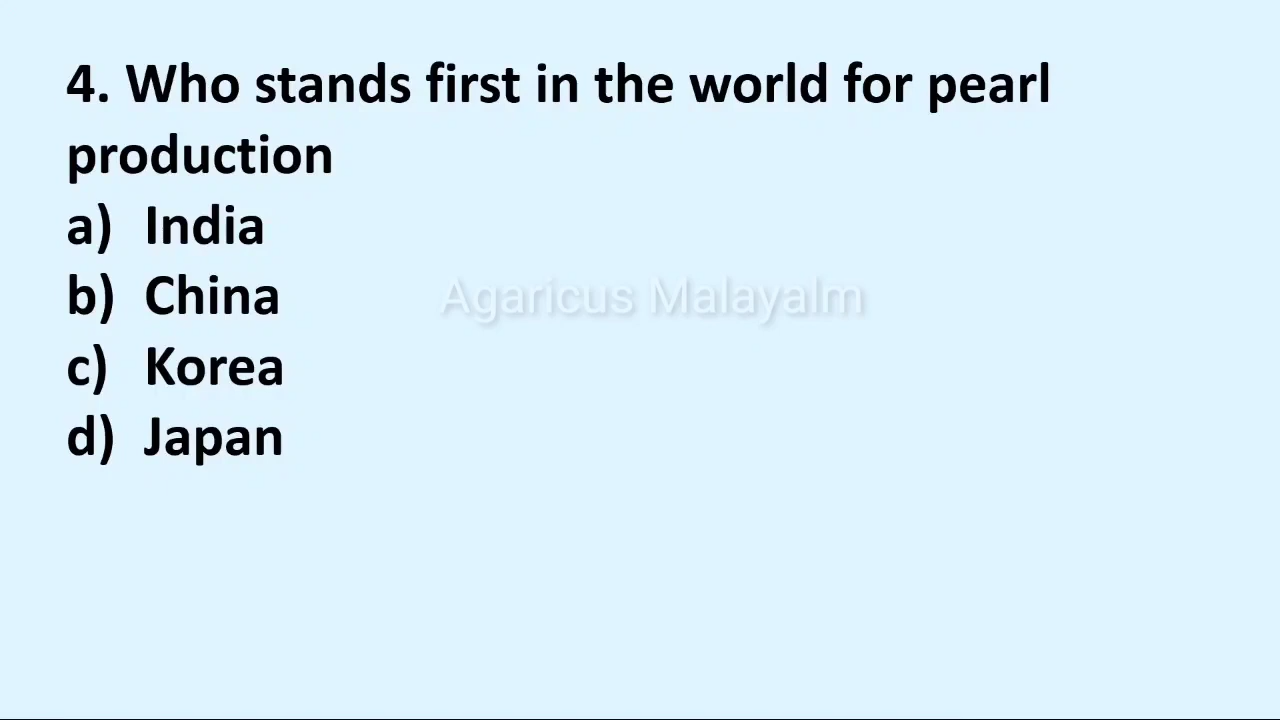 4. Who stands first in the world for pearl
production
a) India
b) China
Agaricus Malayalm
c) Korea
d) Japan